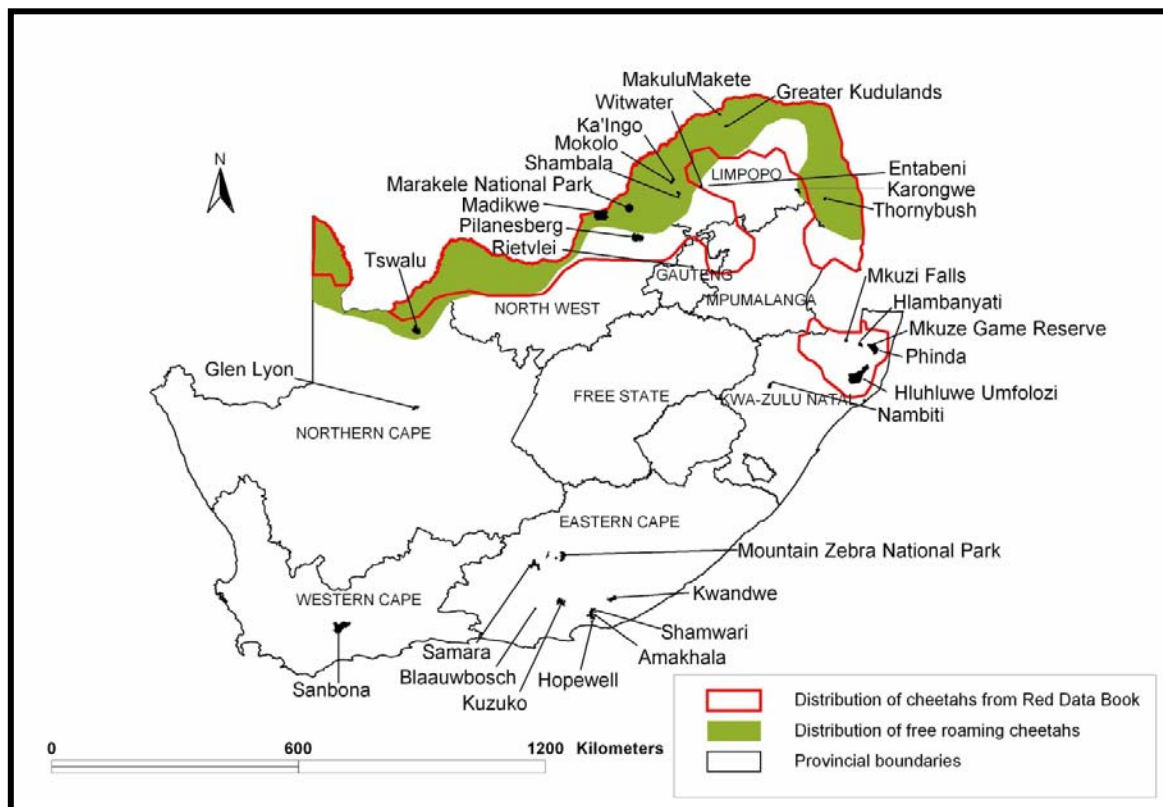 MakuluMakete
Greater Kudulands
Witwater
Ka'Ingo
Mokolo
Shambala
Marakele National Park
Madikwe
Pilanesberg
Rietvlei
N
LIMPOPO
Entabeni
Karongwe
Thornybush
Tswalu
GAUTENG
NORTH WEST
MPUMALANGA
Mkuzi Falls
Hlambanyati
Mkuze Game Reserve
Phinda
Glen Lyon
FREE STATE
KWA-ZULU NATAL
Hluhluwe Umfolozi
Nambiti
NORTHERN CAPE
EASTERN CAPE
Mountain Zebra National Park
WESTERN CAPE
Kwandwe
Shamwari
Amakhala
Samara
Blaauwbosch
Hopewell
Kuzuko
Sanbona
Distribution of cheetahs from Red Data Book
Distribution of free roaming cheetahs
Provincial boundaries
0 600 1200 Kilometers